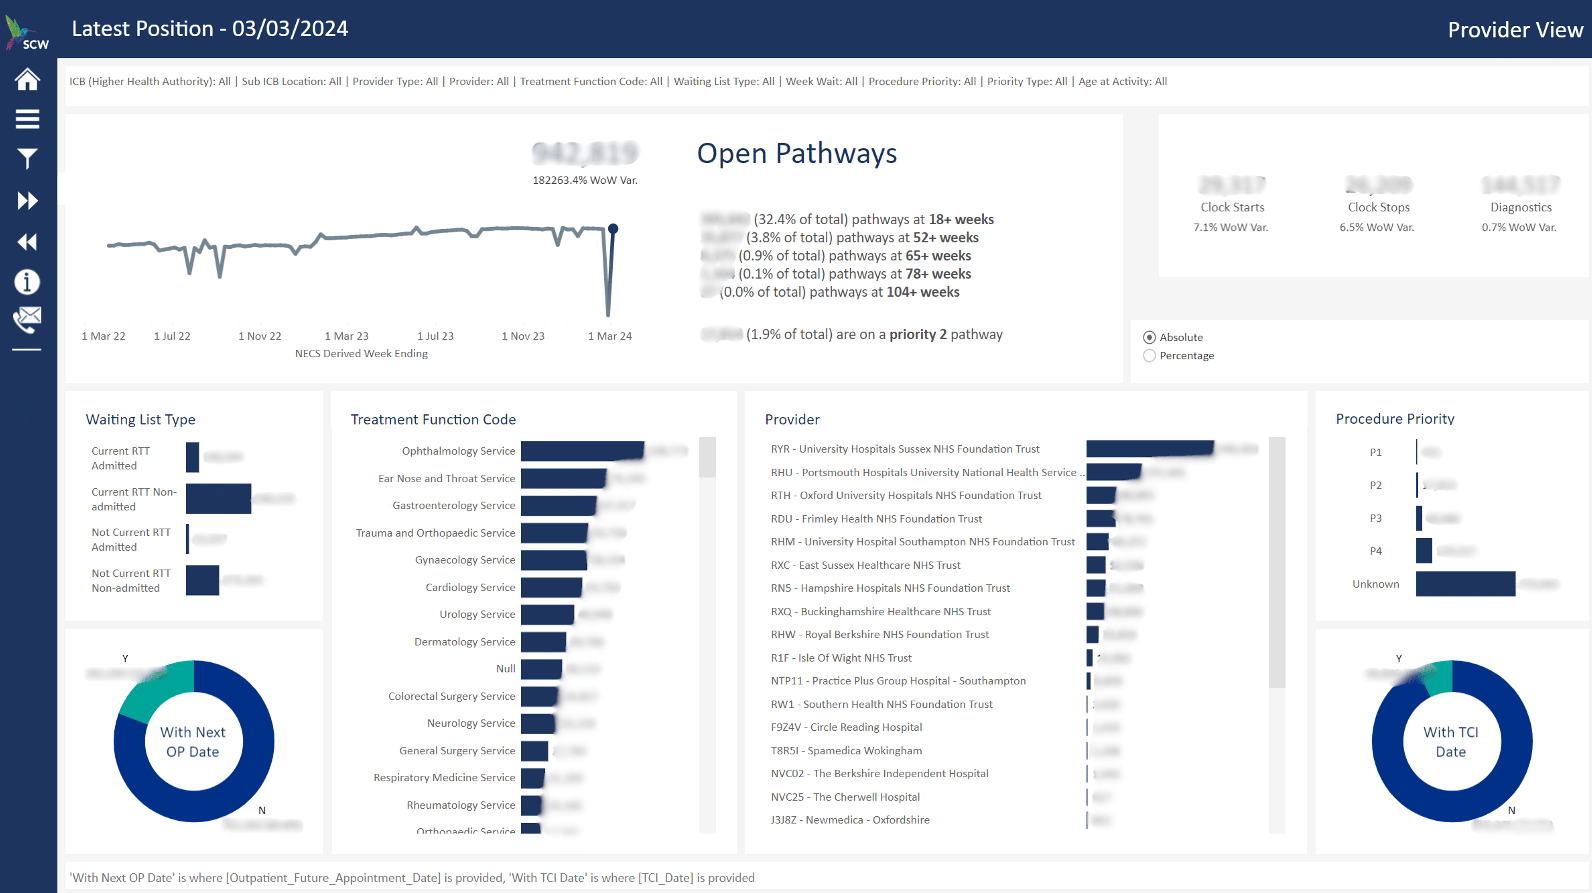 SCW
Latest Position - 03/03/2024
Provider View
ICB (Higher Health Authority): All | Sub ICB Location: All | Provider Type: All | Provider: All | Treatment Function Code: All | Waiting List Type: All | Week Wait: All | Procedure Priority: All | Priority Type: All | Age at Activity: All
942,819
182263.4% WoW Var.
1 Mar 22
1 Jul 22
1 Nov 22
1 Mar 23
1 Jul 23
1 Nov 23
1 Mar 24
NECS Derived Week Ending
Open Pathways
(32.4% of total) pathways at 18+ weeks
(3.8% of total) pathways at 52+ weeks
(0.9% of total) pathways at 65+ weeks
(0.1% of total) pathways at 78+ weeks
(0.0% of total) pathways at 104+ weeks
(1.9% of total) are on a priority 2 pathway
29,317
Clock Starts
7.1% WoW Var.
26,209
Clock Stops
6.5% WoW Var.
144,517
Diagnostics
0.7% WoW Var.
Absolute
Percentage
Waiting List Type
Current RTT
Admitted
Current RTT Non-
admitted
Not Current RTT
Admitted
Not Current RTT
Non-admitted
Y
With Next
OP Date
N
Treatment Function Code
Ophthalmology Service
Ear Nose and Throat Service
Gastroenterology Service
Trauma and Orthopaedic Service
Gynaecology Service
Cardiology Service
Urology Service
Dermatology Service
Null
Colorectal Surgery Service
Neurology Service
General Surgery Service
Respiratory Medicine Service
Rheumatology Service
Orthopaedic Service
Provider
RYR - University Hospitals Sussex NHS Foundation Trust
RHU - Portsmouth Hospitals University National Health Service ...
RTH - Oxford University Hospitals NHS Foundation Trust
RDU - Frimley Health NHS Foundation Trust
RHM - University Hospital Southampton NHS Foundation Trust
RXC - East Sussex Healthcare NHS Trust
RN5 - Hampshire Hospitals NHS Foundation Trust
RXQ - Buckinghamshire Healthcare NHS Trust
RHW - Royal Berkshire NHS Foundation Trust
R1F - Isle Of Wight NHS Trust
NTP11 - Practice Plus Group Hospital - Southampton
RW1 - Southern Health NHS Foundation Trust
F9Z4V - Circle Reading Hospital
T8R5I - Spamedica Wokingham
NVC02 - The Berkshire Independent Hospital
NVC25 - The Cherwell Hospital
J3J8Z - Newmedica - Oxfordshire
Procedure Priority
P1
P2
P3
P4
Unknown
Y
With TCI
Date
N
'With Next OP Date' is where [Outpatient_Future_Appointment_Date] is provided, 'With TCI Date' is where [TCI_Date] is provided